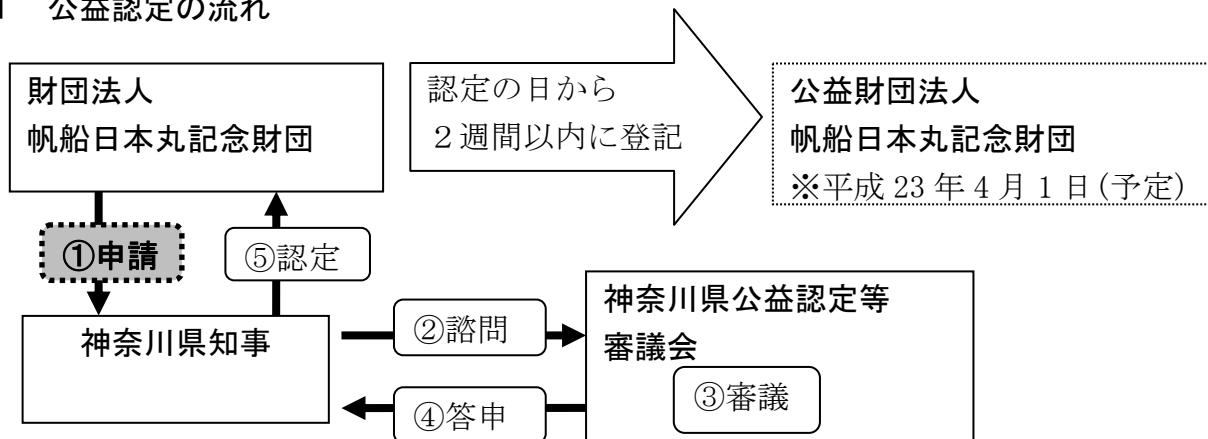 公益認定の流れ
財団法人
帆船日本丸記念財団
認定の日から
２週間以内に登記
公益財団法人
帆船日本丸記念財団
※平成 23 年 4 月 1 日(予定)
①申請
⑤認定
神奈川県知事
②諮問
④答申
神奈川県公益認定等
審議会
③審議